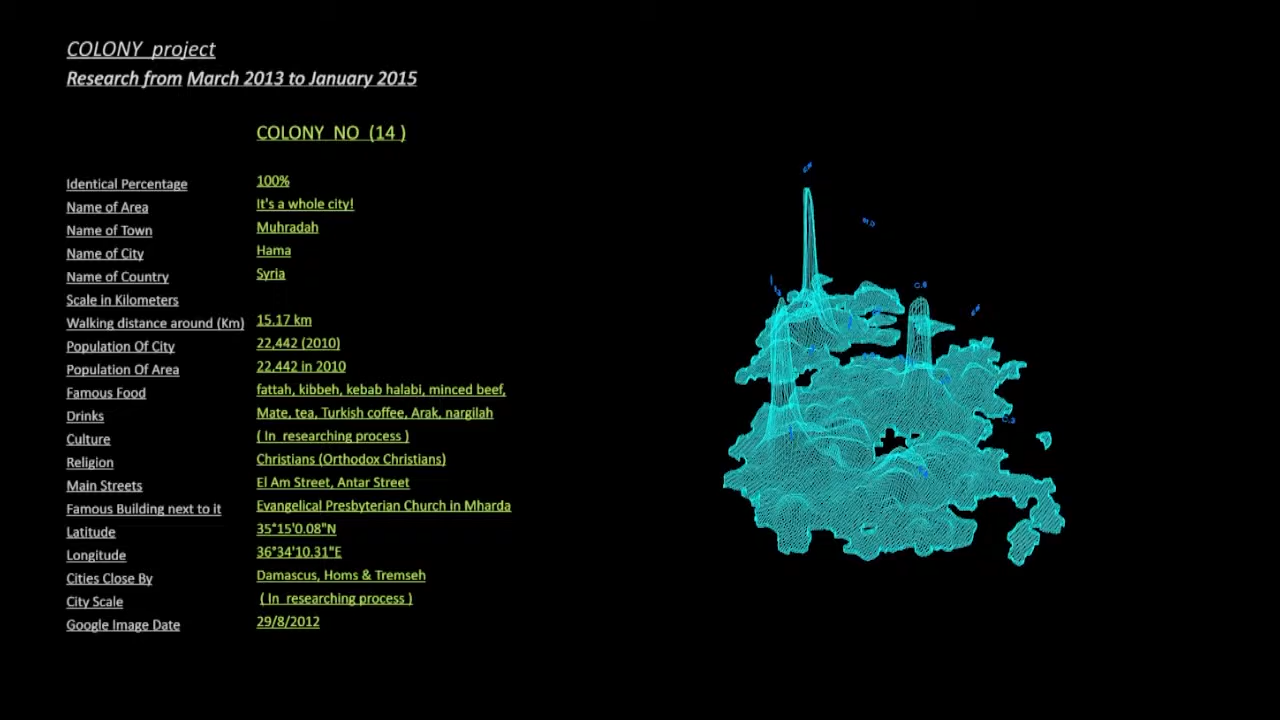 COLONY project
Research from March 2013 to January 2015
COLONY NO (14 )
Identical Percentage 100%
Name of Area It's a whole city!
Name of Town Muhradah
Name of City Hama
Name of Country Syria
Scale in Kilometers
Walking distance around (Km) 15.17 km
Population Of City 22,442 (2010)
Population Of Area 22,442 in 2010
Famous Food fattah, kibbeh, kebab halabi, minced beef,
Drinks Mate, tea, Turkish coffee, Arak, nargilah
Culture ( In researching process )
Religion Christians (Orthodox Christians)
Main Streets El Am Street, Antar Street
Famous Building next to it Evangelical Presbyterian Church in Mharda
Latitude 35°15'0.08"N
Longitude 36°34'10.31"E
Cities Close By Damascus, Homs & Tremseh
City Scale ( In researching process )
Google Image Date 29/8/2012